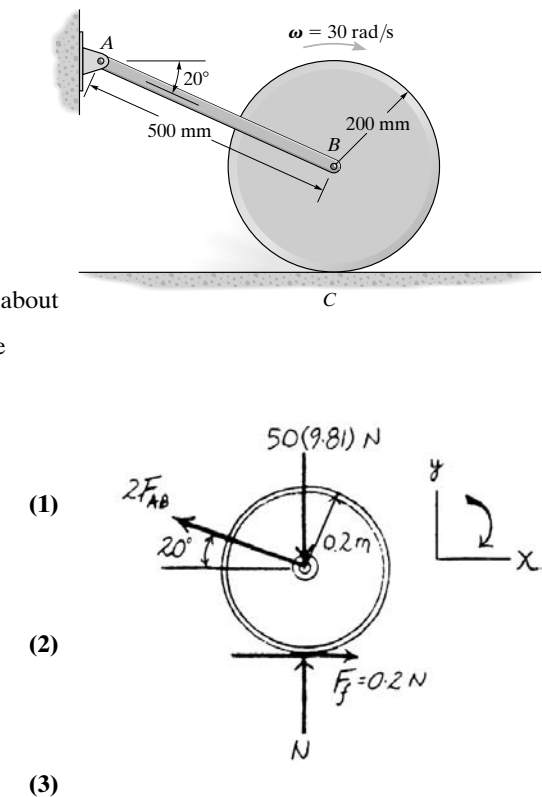 ω = 30 rad/s
A
20°
200 mm
500 mm
B
about
C
e
50(9.81) N
(1)
2F_AB
y
20°
0.2m
x
(2)
F_f=0.2 N
N
(3)